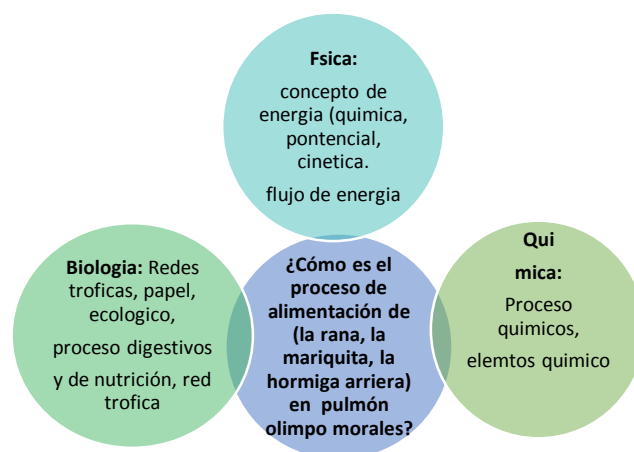 Fsica:
concepto de
energia (quimica,
pontencial,
cinetica.
flujo de energia
Biologia: Redes
troficas, papel,
ecologico,
proceso digestivos
y de nutrición, red
trofica
¿Cómo es el
proceso de
alimentación de
(la rana, la
mariquita, la
hormiga arriera)
en pulmón
olimpo morales?
Qui
mica:
Proceso
quimicos,
elemtos quimico